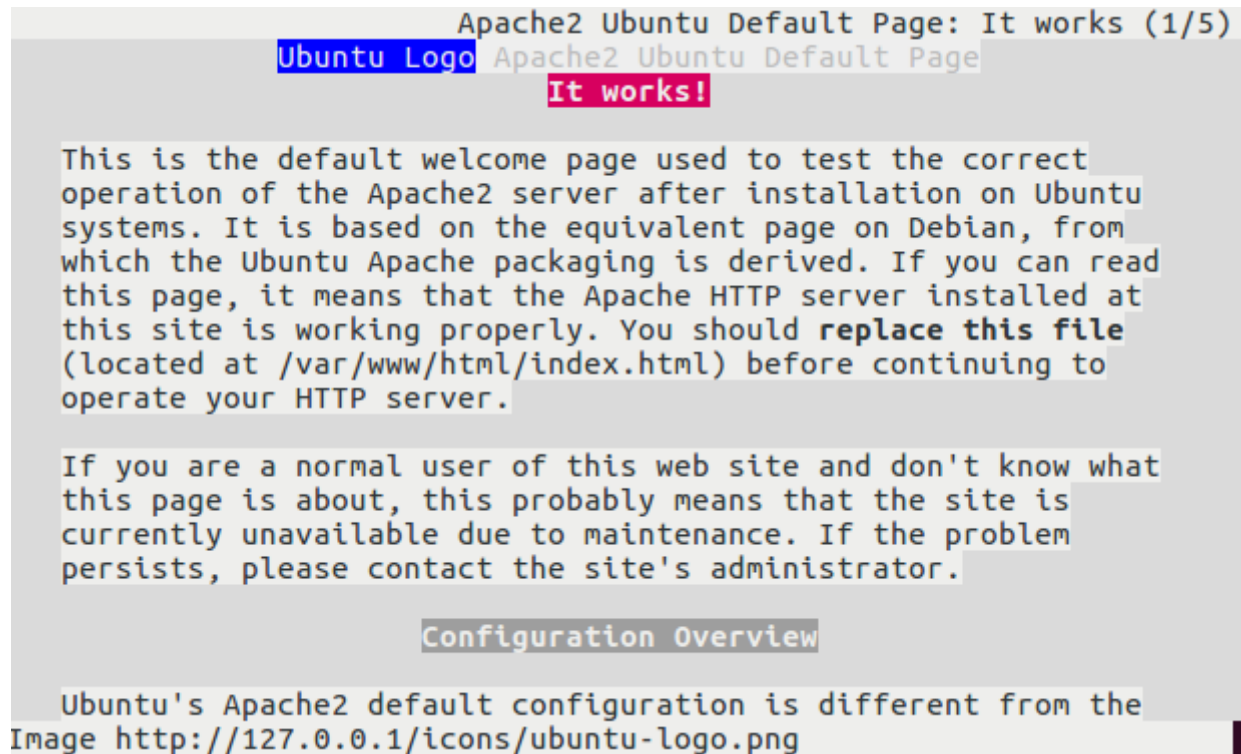 Apache2 Ubuntu Default Page: It works (1/5)
Ubuntu Logo Apache2 Ubuntu Default Page
It works!
This is the default welcome page used to test the correct
operation of the Apache2 server after installation on Ubuntu
systems. It is based on the equivalent page on Debian, from
which the Ubuntu Apache packaging is derived. If you can read
this page, it means that the Apache HTTP server installed at
this site is working properly. You should replace this file
(located at /var/www/html/index.html) before continuing to
operate your HTTP server.
If you are a normal user of this web site and don't know what
this page is about, this probably means that the site is
currently unavailable due to maintenance. If the problem
persists, please contact the site's administrator.
Configuration Overview
Ubuntu's Apache2 default configuration is different from the
Image http://127.0.0.1/icons/ubuntu-logo.png